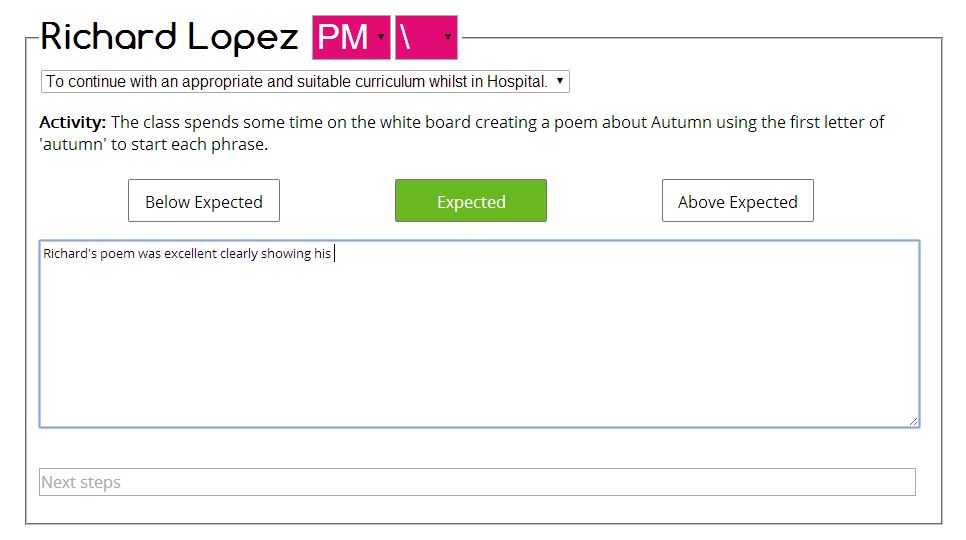 Richard Lopez PM \
To continue with an appropriate and suitable curriculum whilst in Hospital.
Activity: The class spends some time on the white board creating a poem about Autumn using the first letter of
'autumn' to start each phrase.
Below Expected Expected Above Expected
Richard's poem was excellent clearly showing his
Next steps